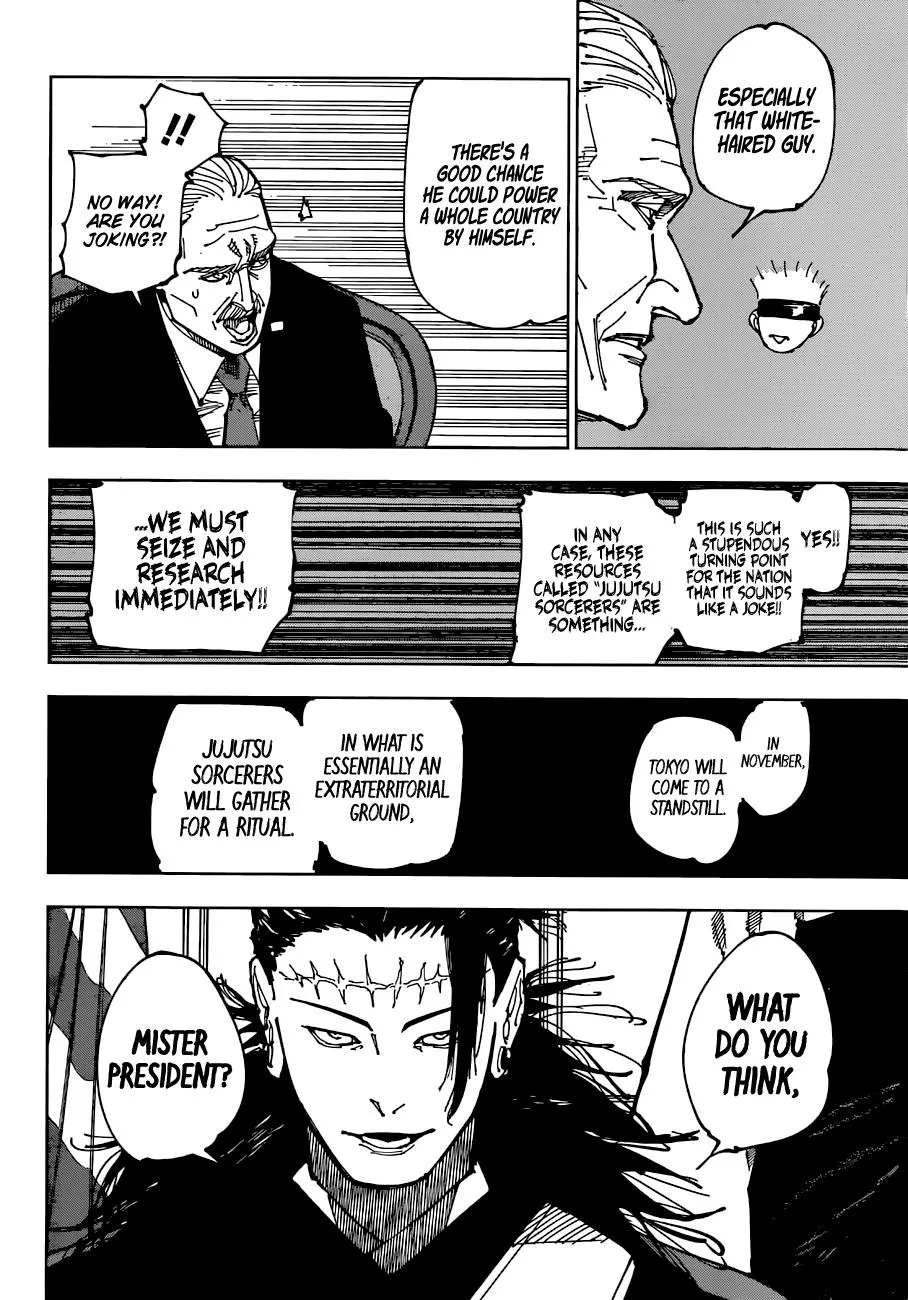 ESPECIALLY
THAT WHITE-
HAIRED GUY.
THERE'S A
GOOD CHANCE
HE COULD POWER
A WHOLE COUNTRY
BY HIMSELF.
!!
NO WAY!
ARE YOU
JOKING?!
YES!!
THIS IS SUCH
A STUPENDOUS
TURNING POINT
FOR THE NATION
THAT IT SOUNDS
LIKE A JOKE!!
IN ANY
CASE, THESE
RESOURCES
CALLED "JUJUTSU
SORCERERS" ARE
SOMETHING...
...WE MUST
SEIZE AND
RESEARCH
IMMEDIATELY!!
IN
NOVEMBER,
TOKYO WILL
COME TO A
STANDSTILL.
IN WHAT IS
ESSENTIALLY AN
EXTRATERRITORIAL
GROUND,
JUJUTSU
SORCERERS
WILL GATHER
FOR A RITUAL.
WHAT
DO YOU
THINK,
MISTER
PRESIDENT?